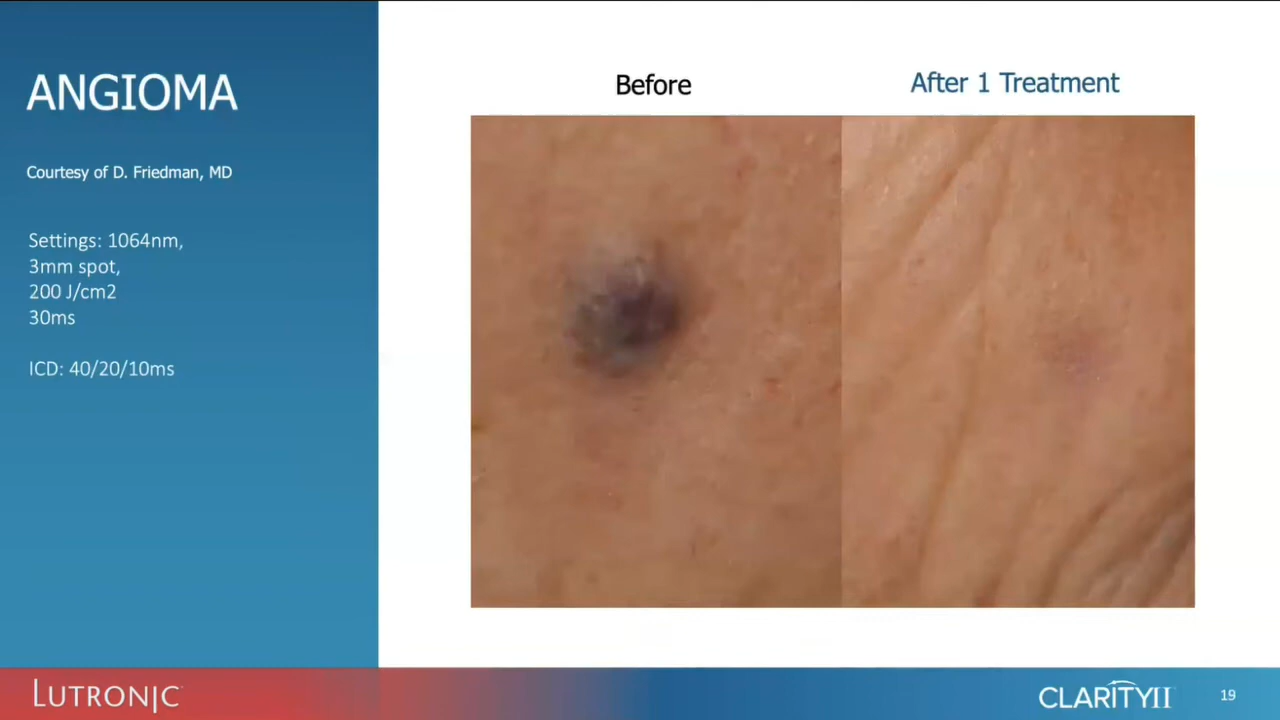 ANGIOMA
Courtesy of D. Friedman, MD
Settings: 1064nm,
3mm spot,
200 J/cm2
30ms
ICD: 40/20/10ms
Before
After 1 Treatment
LUTRONIC
CLARITYII
19